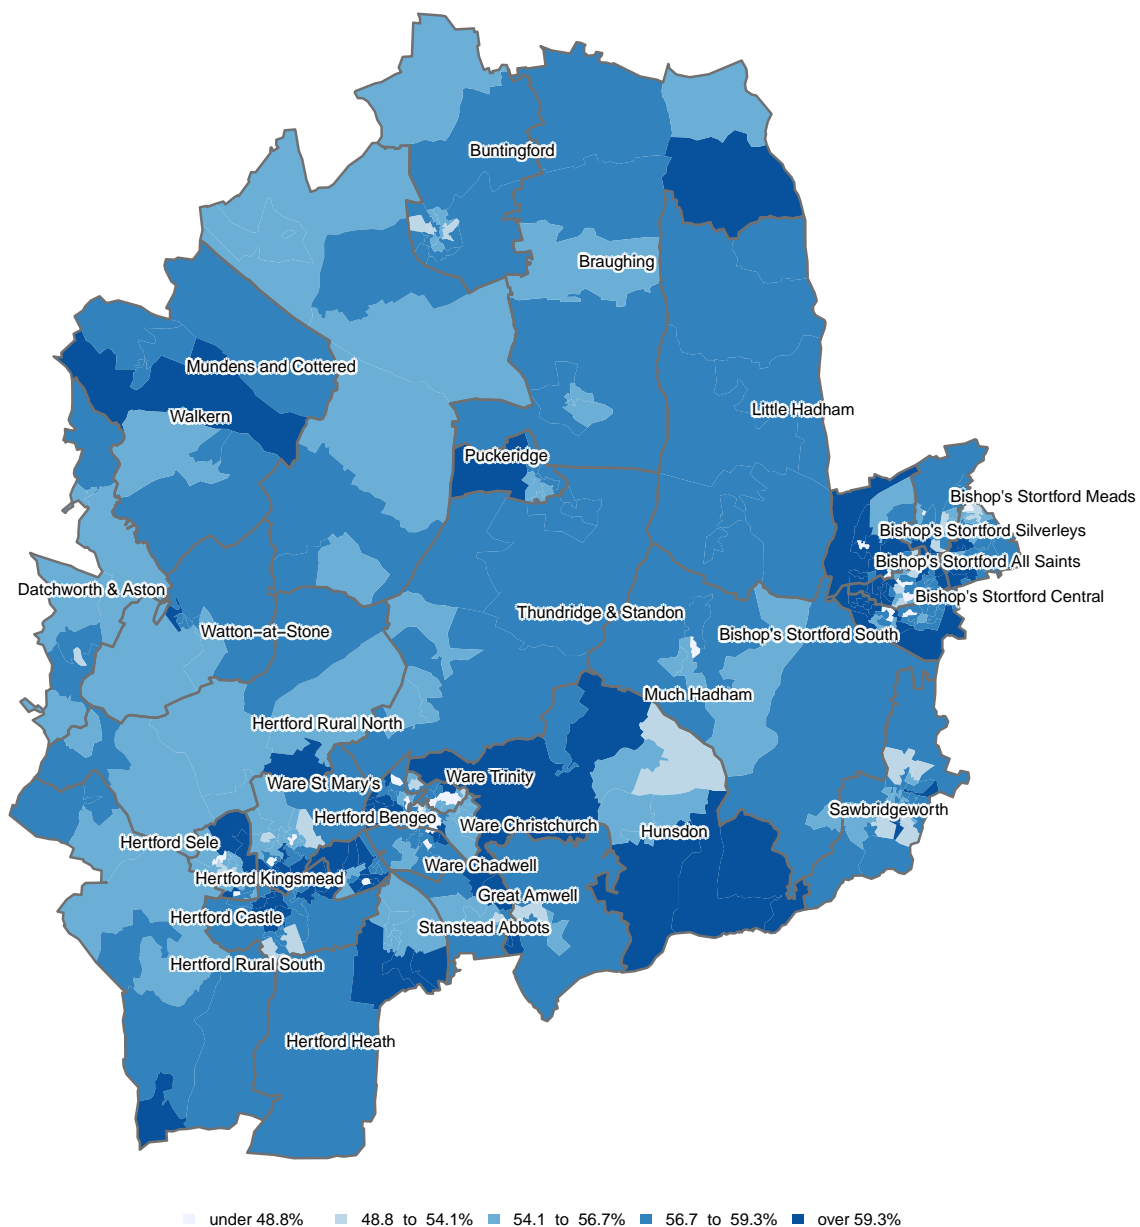 Buntingford
Braughing
Mundens and Cottered
Little Hadham
Walkern
Puckeridge
Bishop's Stortford Meads
Bishop's Stortford Silverleys
Bishop's Stortford All Saints
Datchworth & Aston
Bishop's Stortford Central
Thundridge & Standon
Watton−at−Stone
Bishop's Stortford South
Much Hadham
Hertford Rural North
Ware Trinity
Ware St Mary's
Sawbridgeworth
Hertford Bengeo
Ware Christchurch
Hunsdon
Hertford Sele
Ware Chadwell
Hertford Kingsmead
Great Amwell
Hertford Castle
Stanstead Abbots
Hertford Rural South
Hertford Heath
under 48.8% 48.8 to 54.1% 54.1 to 56.7% 56.7 to 59.3% over 59.3%